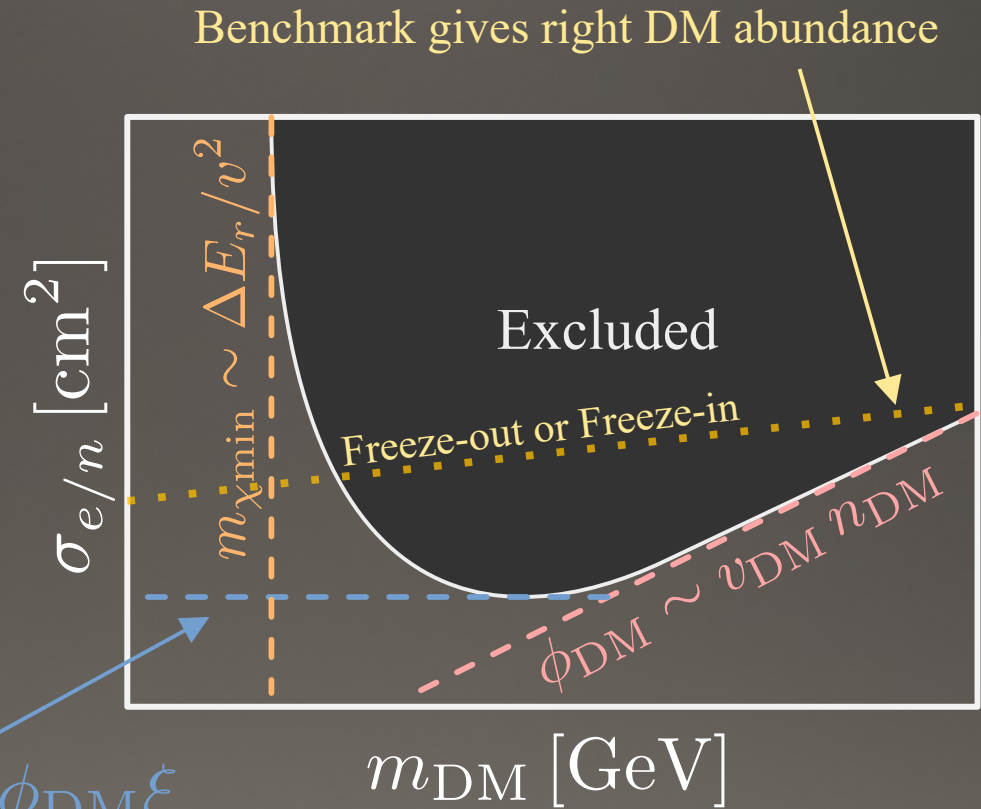 Benchmark gives right DM abundance
σe/n [cm²]
mχmin ∼ ΔEr/v²
Excluded
Freeze-out or Freeze-in
ϕDM ∼ vDM nDM
mDM [GeV]
ϕDMξ